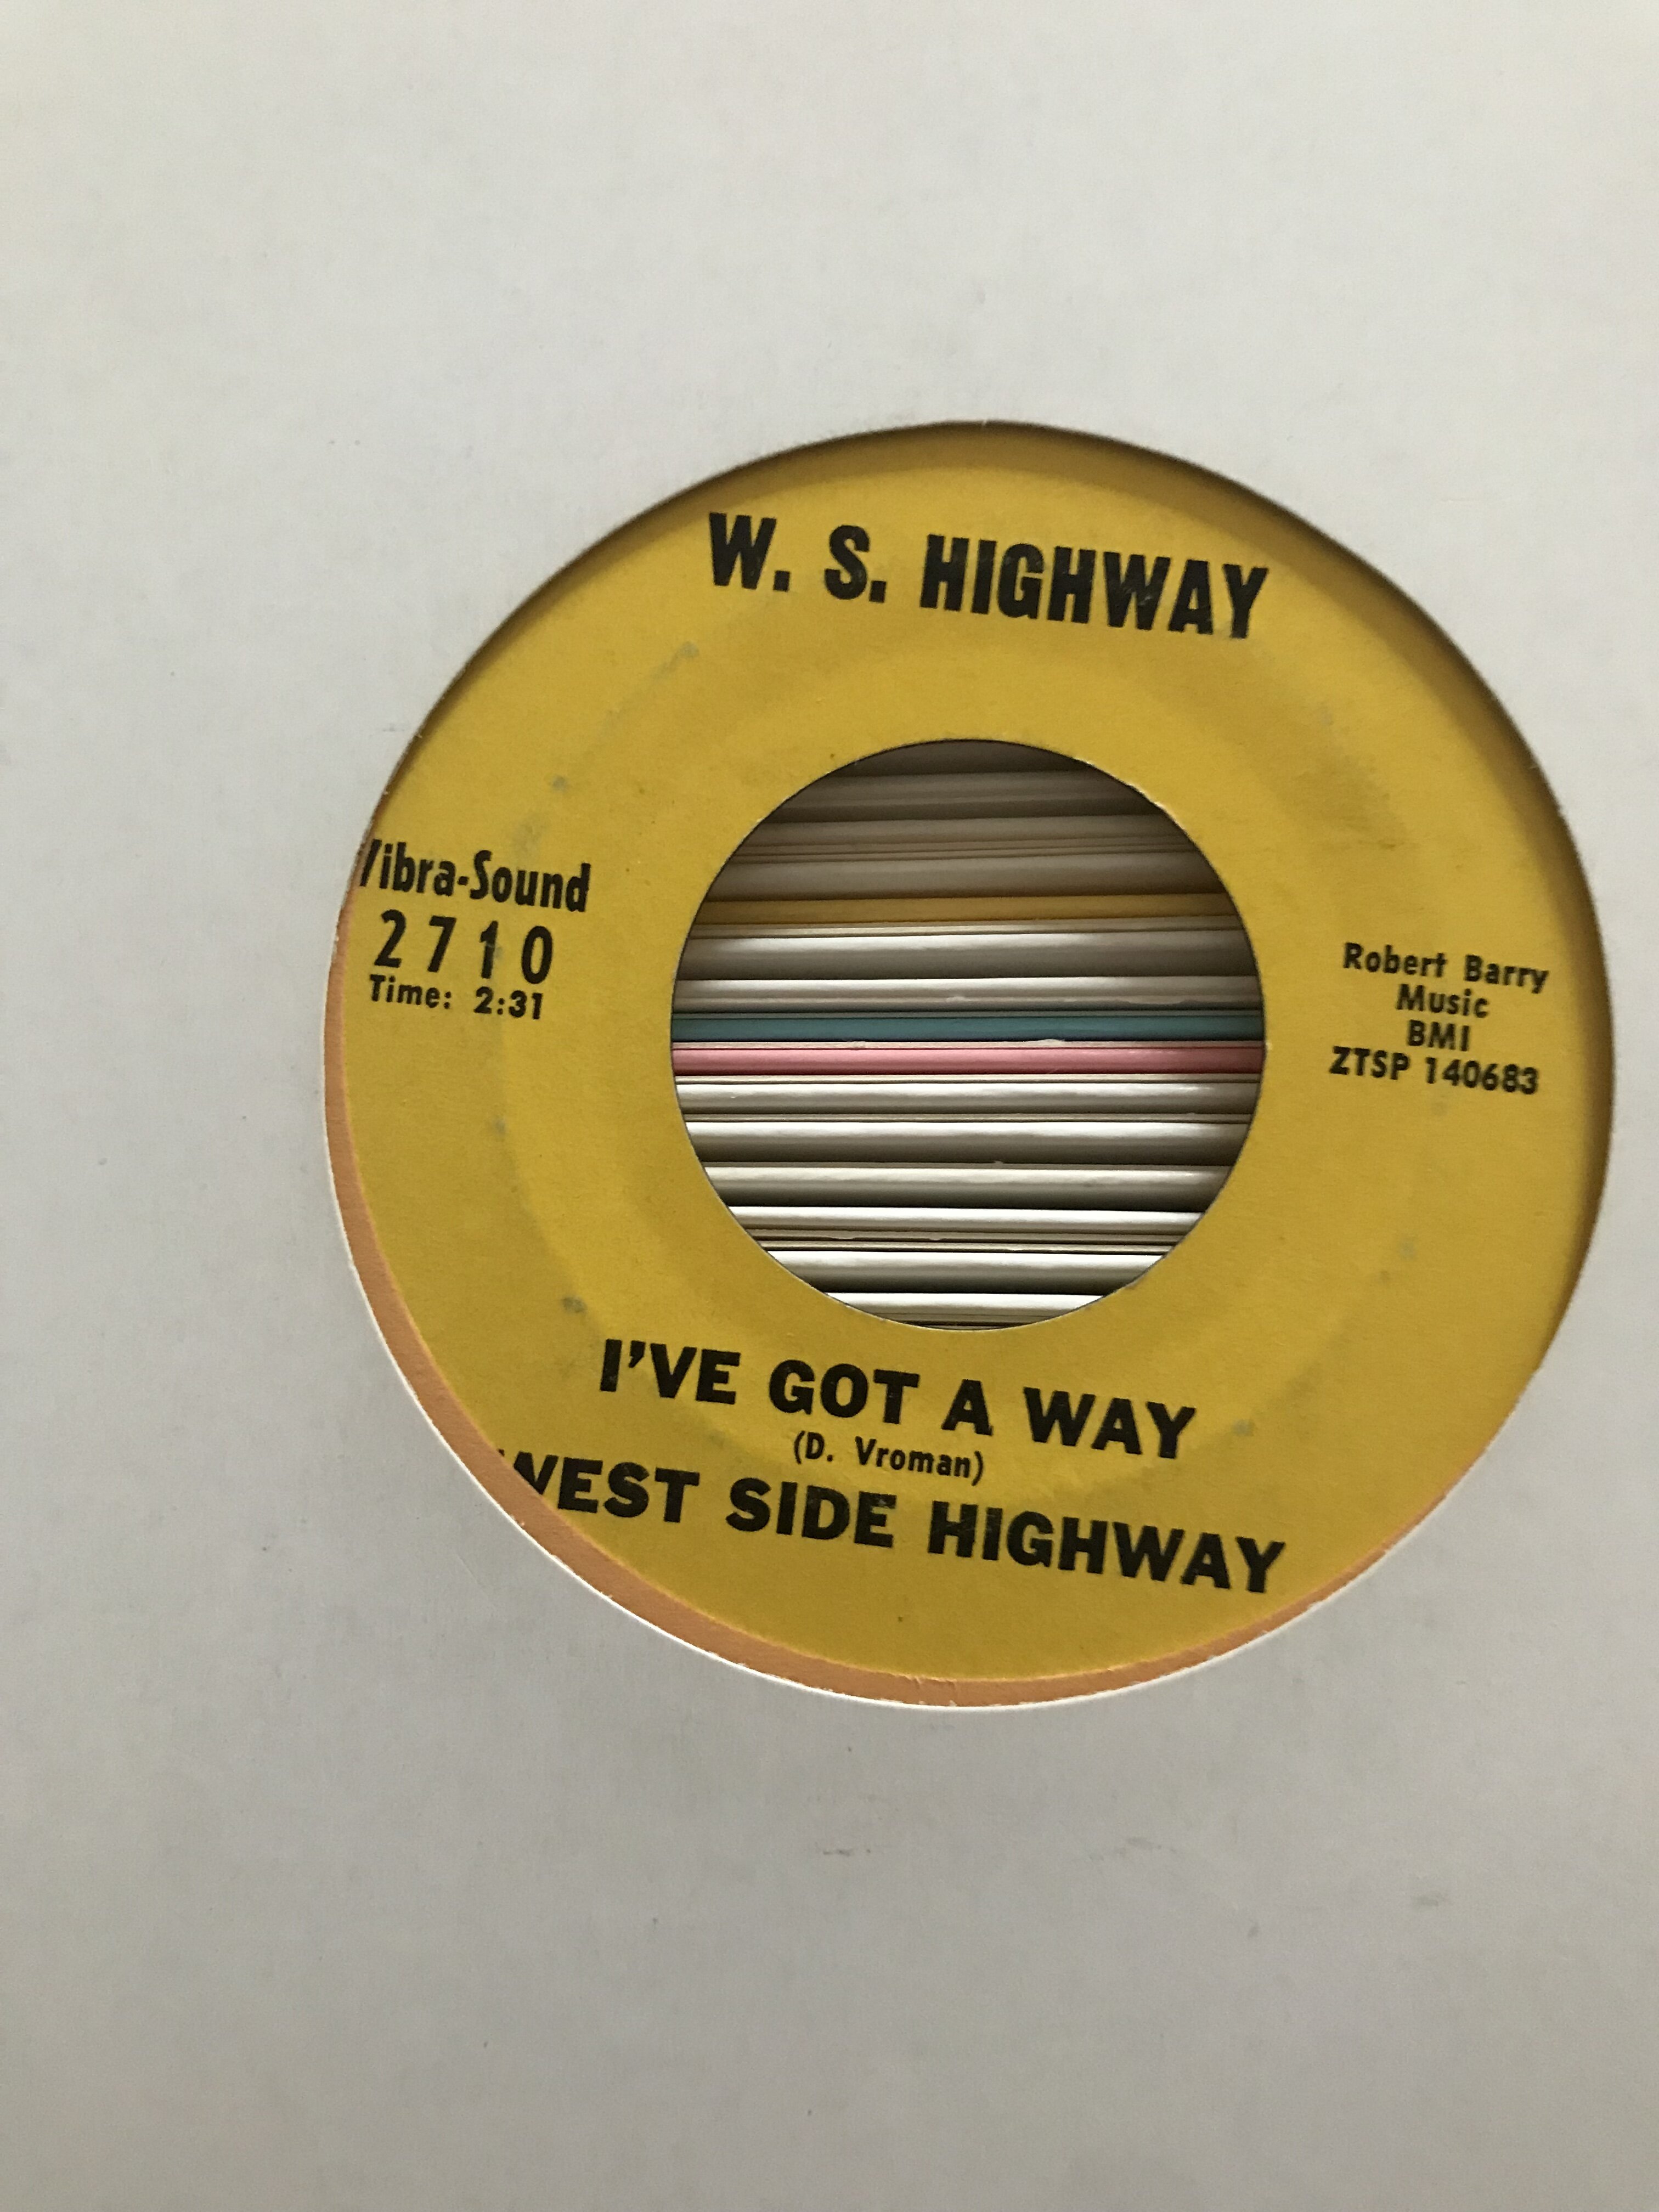 W. S. HIGHWAY
Vibra-Sound
2710
Time: 2:31
Robert Barry
Music
BMI
ZTSP 140683
I'VE GOT A WAY
(D. Vroman)
WEST SIDE HIGHWAY